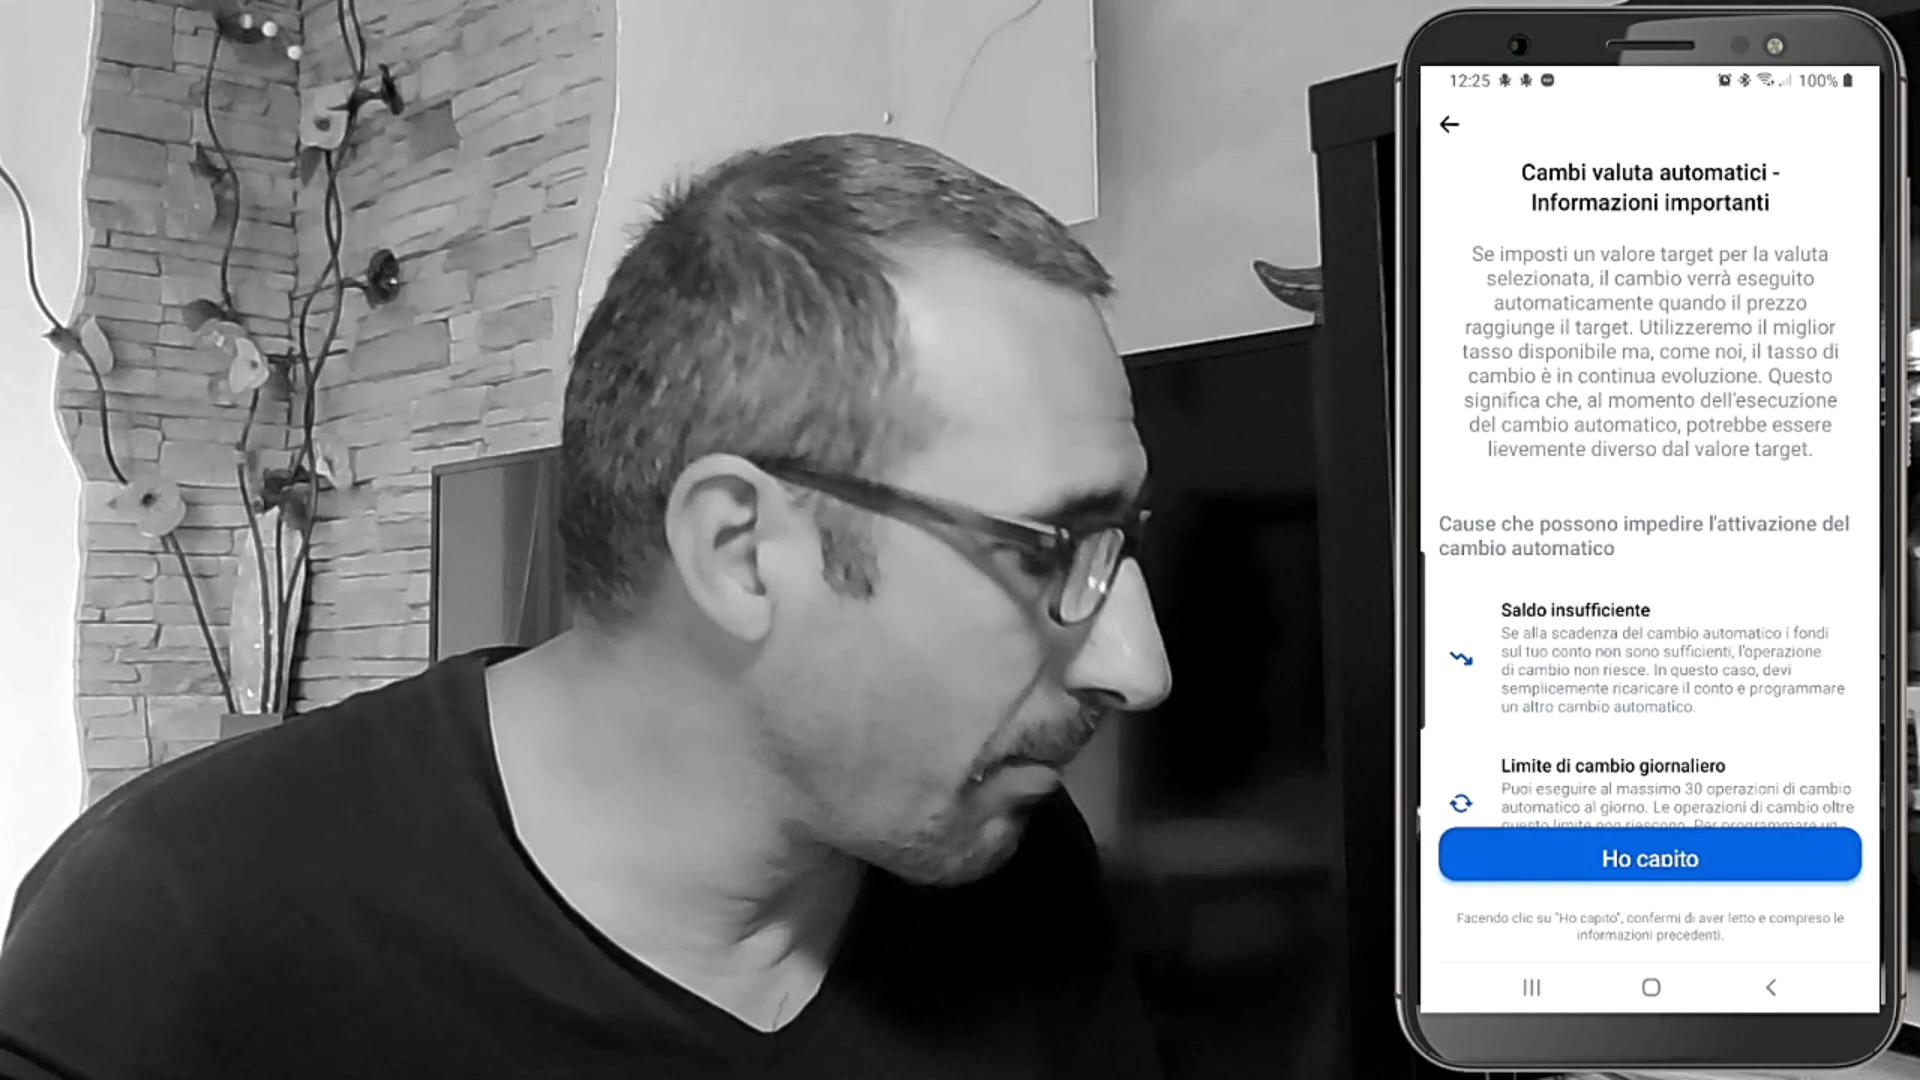 12:25
100%
Cambi valuta automatici -
Informazioni importanti
Se imposti un valore target per la valuta
selezionata, il cambio verrà eseguito
automaticamente quando il prezzo
raggiunge il target. Utilizzeremo il miglior
tasso disponibile ma, come noi, il tasso di
cambio è in continua evoluzione. Questo
significa che, al momento dell'esecuzione
del cambio automatico, potrebbe essere
lievemente diverso dal valore target.
Cause che possono impedire l'attivazione del
cambio automatico
Saldo insufficiente
Se alla scadenza del cambio automatico i fondi
sul tuo conto non sono sufficienti, l'operazione
di cambio non riesce. In questo caso, devi
semplicemente ricaricare il conto e programmare
un altro cambio automatico.
Limite di cambio giornaliero
Puoi eseguire al massimo 30 operazioni di cambio
automatico al giorno. Le operazioni di cambio oltre
questo limite non riescono. Per programmare un
Ho capito
Facendo clic su "Ho capito", confermi di aver letto e compreso le
informazioni precedenti.